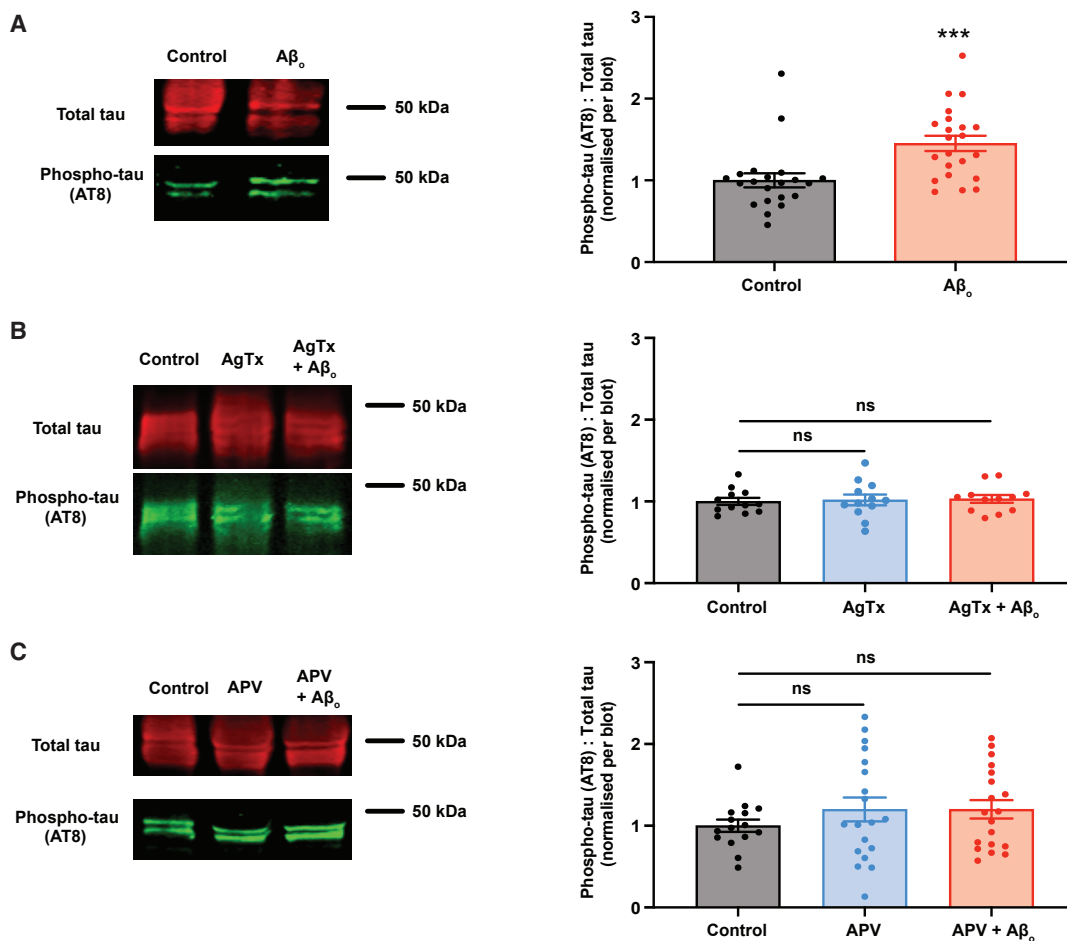 A
Control
Aβₒ
Total tau
50 kDa
Phospho-tau
(AT8)
50 kDa
Phospho-tau (AT8) : Total tau
(normalised per blot)
3
2
1
0
***
Control
Aβₒ
B
Control
AgTx
AgTx
+ Aβₒ
Total tau
50 kDa
Phospho-tau
(AT8)
50 kDa
Phospho-tau (AT8) : Total tau
(normalised per blot)
3
2
1
0
ns
ns
Control
AgTx
AgTx + Aβₒ
C
Control
APV
APV
+ Aβₒ
Total tau
50 kDa
Phospho-tau
(AT8)
50 kDa
Phospho-tau (AT8) : Total tau
(normalised per blot)
3
2
1
0
ns
ns
Control
APV
APV + Aβₒ